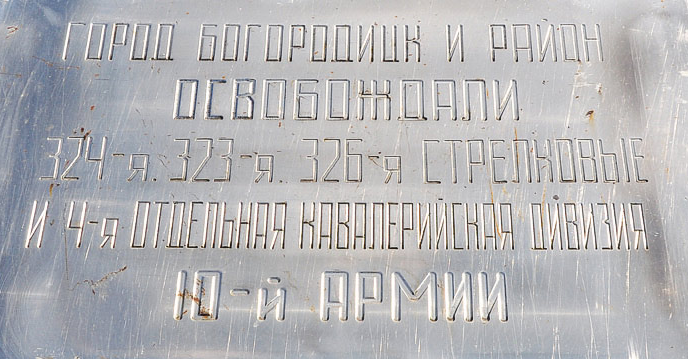 ГОРОД БОГОРОДИЦК И РАЙОН
ОСВОБОЖДАЛИ
324-я, 323-я, 326-я СТРЕЛКОВЫЕ
И 4-я ОТДЕЛЬНАЯ КАВАЛЕРИЙСКАЯ ДИВИЗИЯ
10-й АРМИИ